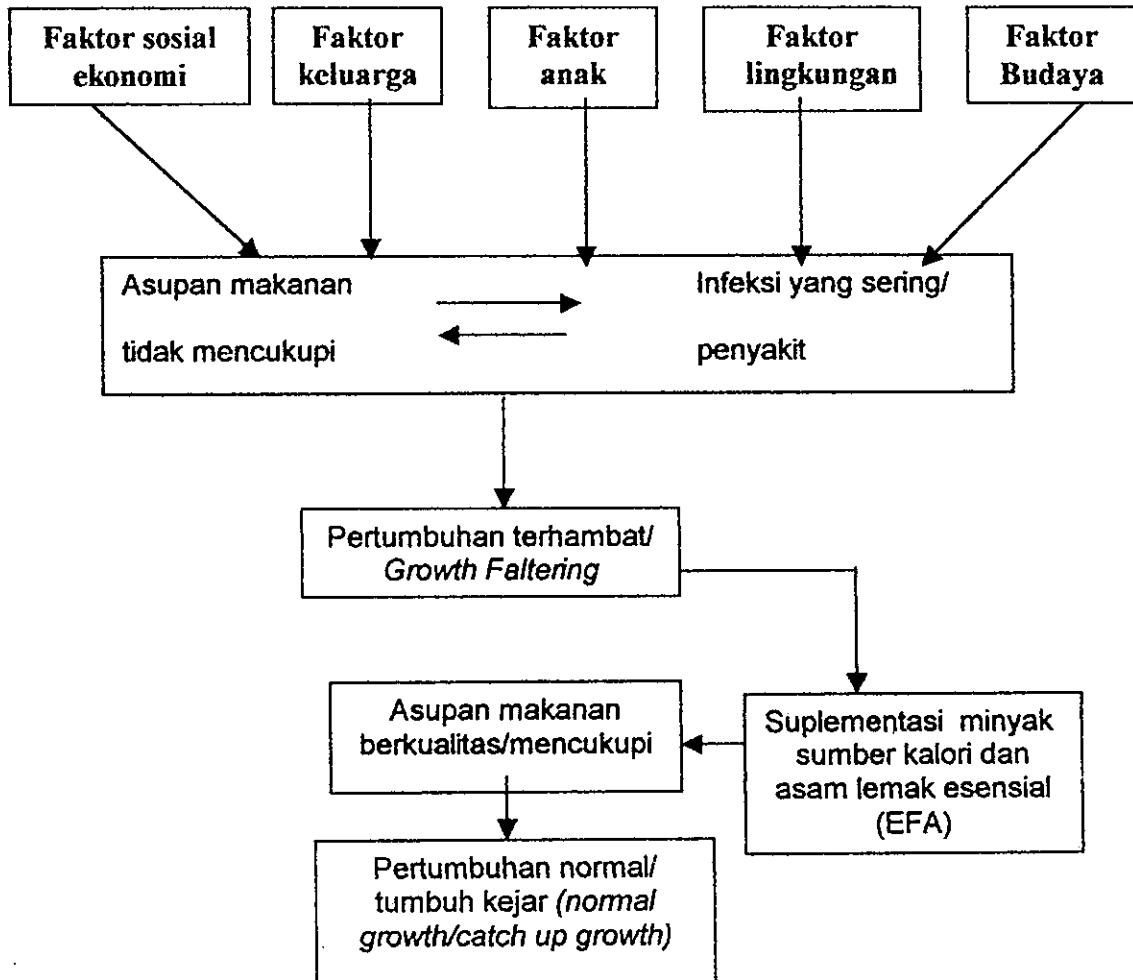 Faktor sosial
ekonomi
Faktor
keluarga
Faktor
anak
Faktor
lingkungan
Faktor
Budaya
Asupan makanan
tidak mencukupi
Infeksi yang sering/
penyakit
Pertumbuhan terhambat/
Growth Faltering
Asupan makanan
berkualitas/mencukupi
Suplementasi minyak
sumber kalori dan
asam lemak esensial
(EFA)
Pertumbuhan normal/
tumbuh kejar (normal
growth/catch up growth)